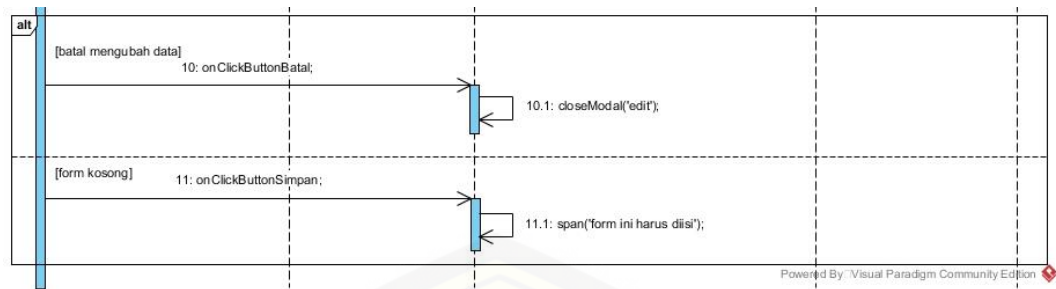 alt
[batal mengubah data]
10: onClickButtonBatal;
10.1: closeModal('edit');
[form kosong]
11: onClickButtonSimpan;
11.1: span('form ini harus diisi');
Powered By Visual Paradigm Community Edition